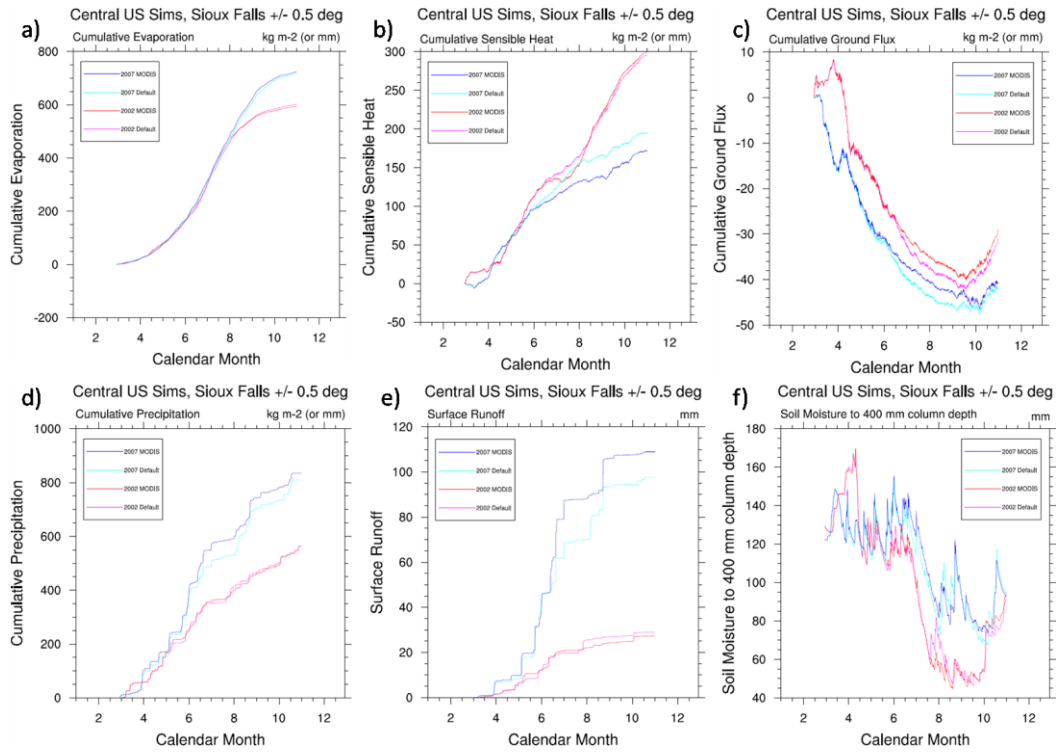 Central US Sims, Sioux Falls +/- 0.5 deg
a)
Cumulative Evaporation kg m-2 (or mm)
800
600
400
200
0
-200
2007 MODIS
2007 Default
2002 MODIS
2002 Default
Cumulative Evaporation
2 4 6 8 10 12
Calendar Month
Central US Sims, Sioux Falls +/- 0.5 deg
b)
Cumulative Sensible Heat kg m-2 (or mm)
300
250
200
150
100
50
0
-50
2007 MODIS
2007 Default
2002 MODIS
2002 Default
Cumulative Sensible Heat
2 4 6 8 10 12
Calendar Month
Central US Sims, Sioux Falls +/- 0.5 deg
c)
Cumulative Ground Flux kg m-2 (or mm)
10
0
-10
-20
-30
-40
-50
2007 MODIS
2007 Default
2002 MODIS
2002 Default
Cumulative Ground Flux
2 4 6 8 10 12
Calendar Month
Central US Sims, Sioux Falls +/- 0.5 deg
d)
Cumulative Precipitation kg m-2 (or mm)
1000
800
600
400
200
0
2007 MODIS
2007 Default
2002 MODIS
2002 Default
Cumulative Precipitation
2 4 6 8 10 12
Calendar Month
Central US Sims, Sioux Falls +/- 0.5 deg
e)
Surface Runoff mm
120
100
80
60
40
20
0
2007 MODIS
2007 Default
2002 MODIS
2002 Default
Surface Runoff
2 4 6 8 10 12
Calendar Month
Central US Sims, Sioux Falls +/- 0.5 deg
f)
Soil Moisture to 400 mm column depth mm
180
160
140
120
100
80
60
40
2007 MODIS
2007 Default
2002 MODIS
2002 Default
Soil Moisture to 400 mm column depth
2 4 6 8 10 12
Calendar Month